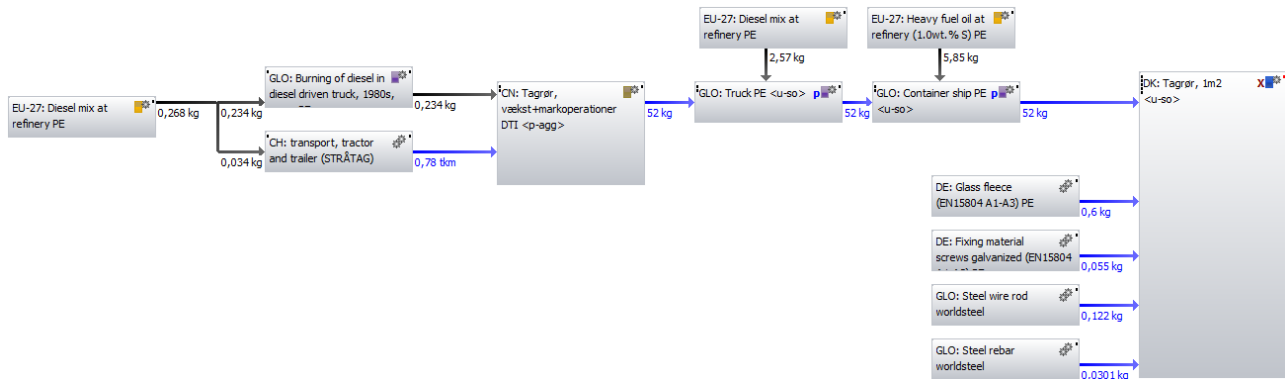 EU-27: Diesel mix at
refinery PE
0,268 kg
0,234 kg
0,034 kg
GLO: Burning of diesel in
diesel driven truck, 1980s,
0,234 kg
CH: transport, tractor
and trailer (STRÅTAG)
0,78 tkm
CN: Tagrør,
vækst+markoperationer
DTI <p-agg>
52 kg
EU-27: Diesel mix at
refinery PE
2,57 kg
GLO: Truck PE <u-so>
p
52 kg
EU-27: Heavy fuel oil at
refinery (1.0wt.% S) PE
5,85 kg
GLO: Container ship PE
<u-so>
p
52 kg
DK: Tagrør, 1m2
<u-so>
X
DE: Glass fleece
(EN15804 A1-A3) PE
0,6 kg
DE: Fixing material
screws galvanized (EN15804
0,055 kg
GLO: Steel wire rod
worldsteel
0,122 kg
GLO: Steel rebar
worldsteel
0,0301 kg